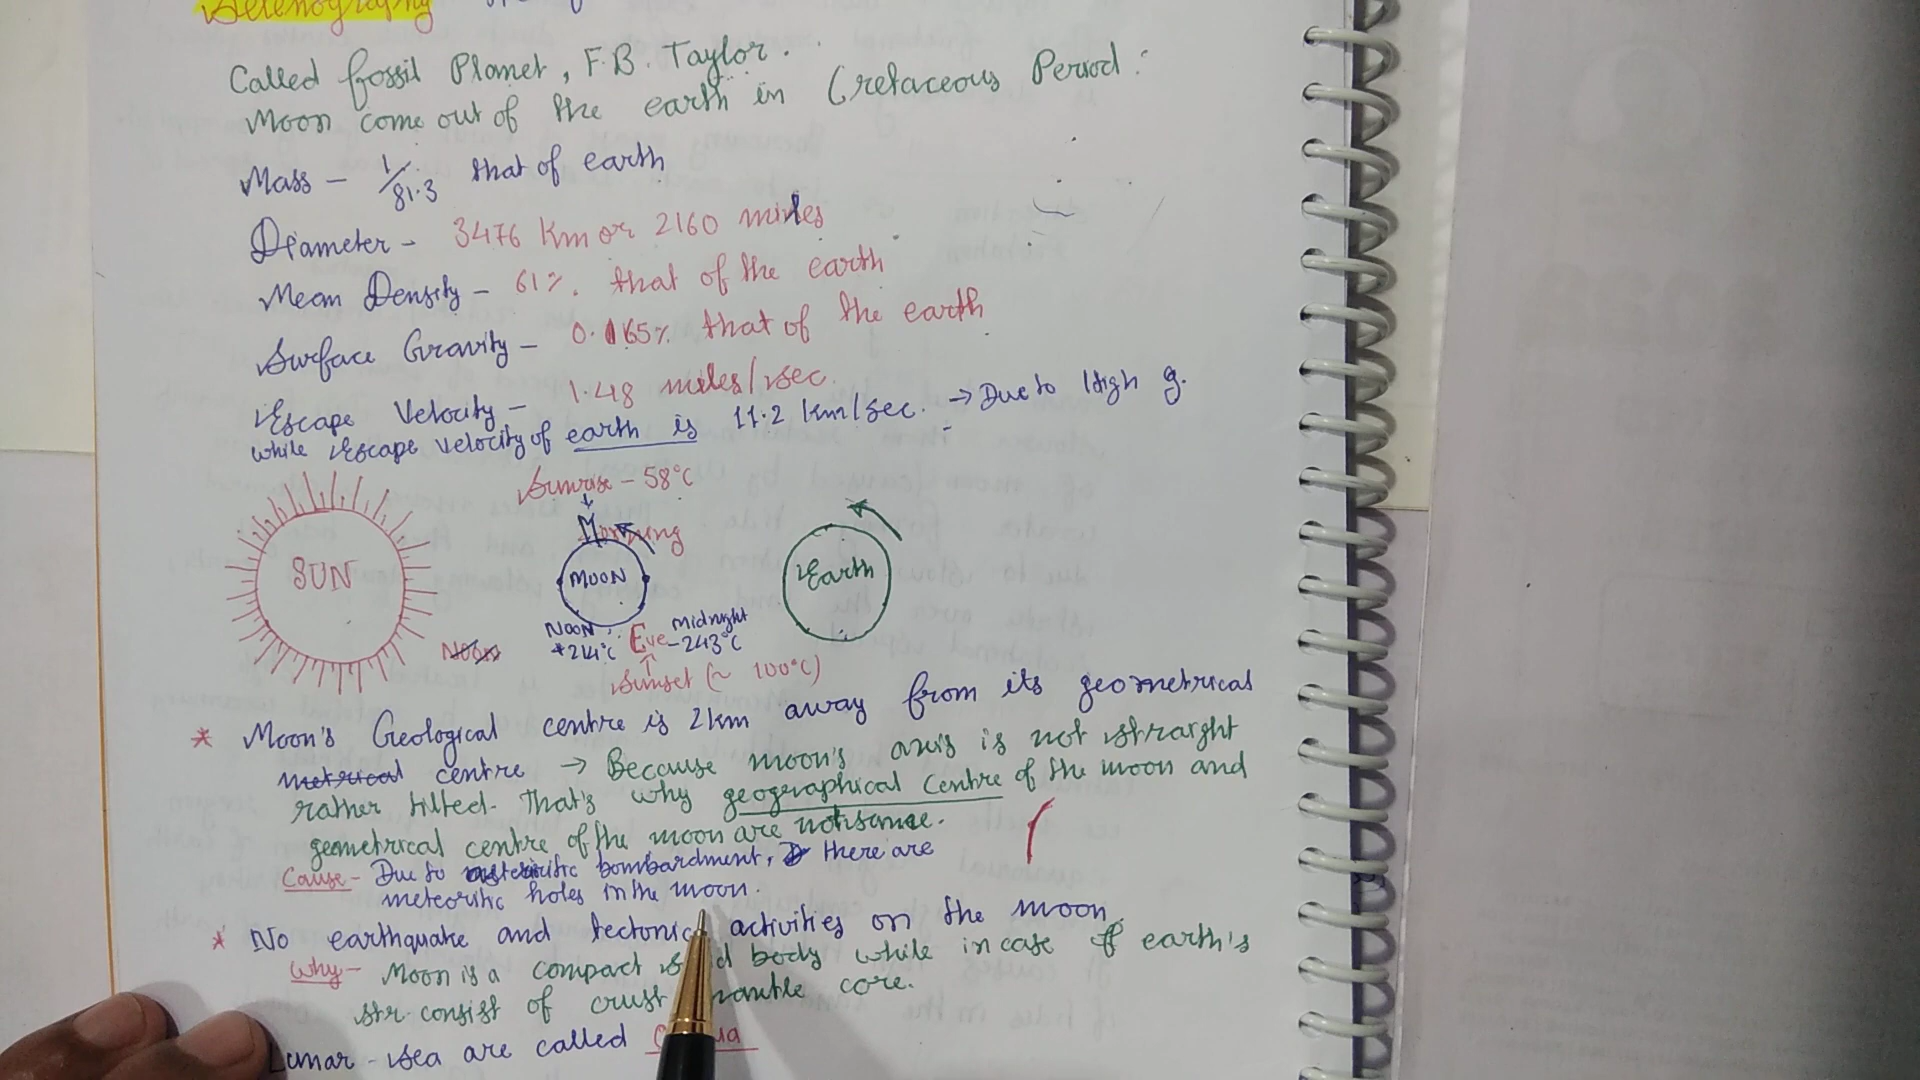 Selenography
Called fossil Planet, F.B. Taylor.
Moon come out of the earth in Cretaceous Period.
Mass - 1/81.3 that of earth
Diameter - 3476 Km or 2160 miles
Mean Density - 61% that of the earth
Surface Gravity - 0.165% that of the earth
Escape Velocity - 1.48 miles/sec.
while Escape velocity of earth is 11.2 km/sec. → Due to High g.
Sunrise - 58°C
Morning
SUN
MOON
Earth
Noon
NOON +214°C
Eve
Midnight -243°C
Sunset (~ 100°C)
* Moon's Geological centre is 2km away from its geometrical
metrical centre → Because moon's axis is not straight
rather tilted. That's why geographical centre of the moon and
geometrical centre of the moon are not same.
Cause - Due to bombardment, there are
meteoritic holes in the moon.
* No earthquake and tectonic activities on the moon.
Why - Moon is a compact body while in case of earth's
str. consist of crust mantle core.
Lunar - sea are called